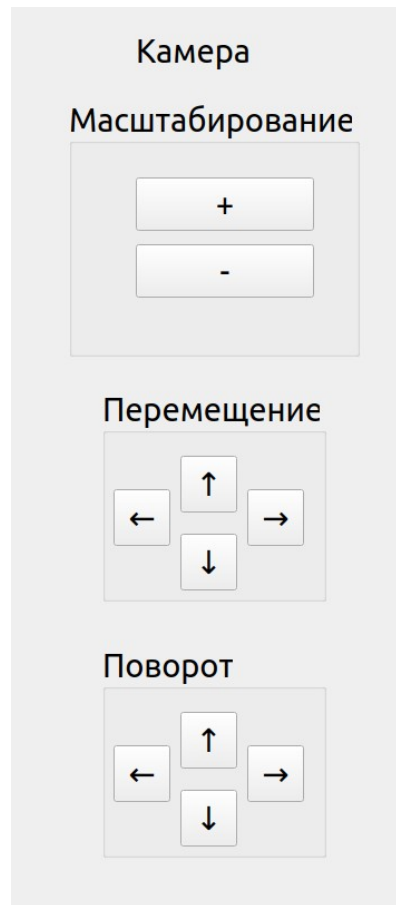 Камера
Масштабирование
+
-
Перемещение
↑
← →
↓
Поворот
↑
← →
↓